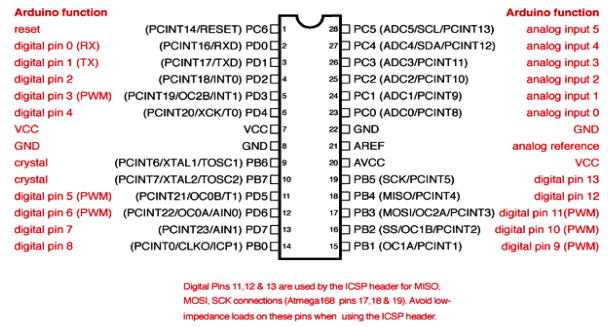 Arduino function Arduino function
reset (PCINT14/RESET) PC6 1 28 PC5 (ADC5/SCL/PCINT13) analog input 5
digital pin 0 (RX) (PCINT16/RXD) PD0 2 27 PC4 (ADC4/SDA/PCINT12) analog input 4
digital pin 1 (TX) (PCINT17/TXD) PD1 3 26 PC3 (ADC3/PCINT11) analog input 3
digital pin 2 (PCINT18/INT0) PD2 4 25 PC2 (ADC2/PCINT10) analog input 2
digital pin 3 (PWM) (PCINT19/OC2B/INT1) PD3 5 24 PC1 (ADC1/PCINT9) analog input 1
digital pin 4 (PCINT20/XCK/T0) PD4 6 23 PC0 (ADC0/PCINT8) analog input 0
VCC VCC 7 22 GND GND
GND GND 8 21 AREF analog reference
crystal (PCINT6/XTAL1/TOSC1) PB6 9 20 AVCC VCC
crystal (PCINT7/XTAL2/TOSC2) PB7 10 19 PB5 (SCK/PCINT5) digital pin 13
digital pin 5 (PWM) (PCINT21/OC0B/T1) PD5 11 18 PB4 (MISO/PCINT4) digital pin 12
digital pin 6 (PWM) (PCINT22/OC0A/AIN0) PD6 12 17 PB3 (MOSI/OC2A/PCINT3) digital pin 11(PWM)
digital pin 7 (PCINT23/AIN1) PD7 13 16 PB2 (SS/OC1B/PCINT2) digital pin 10 (PWM)
digital pin 8 (PCINT0/CLKO/ICP1) PB0 14 15 PB1 (OC1A/PCINT1) digital pin 9 (PWM)
Digital Pins 11,12 & 13 are used by the ICSP header for MISO,
MOSI, SCK connections (Atmega168 pins 17,18 & 19). Avoid low-
impedance loads on these pins when using the ICSP header.